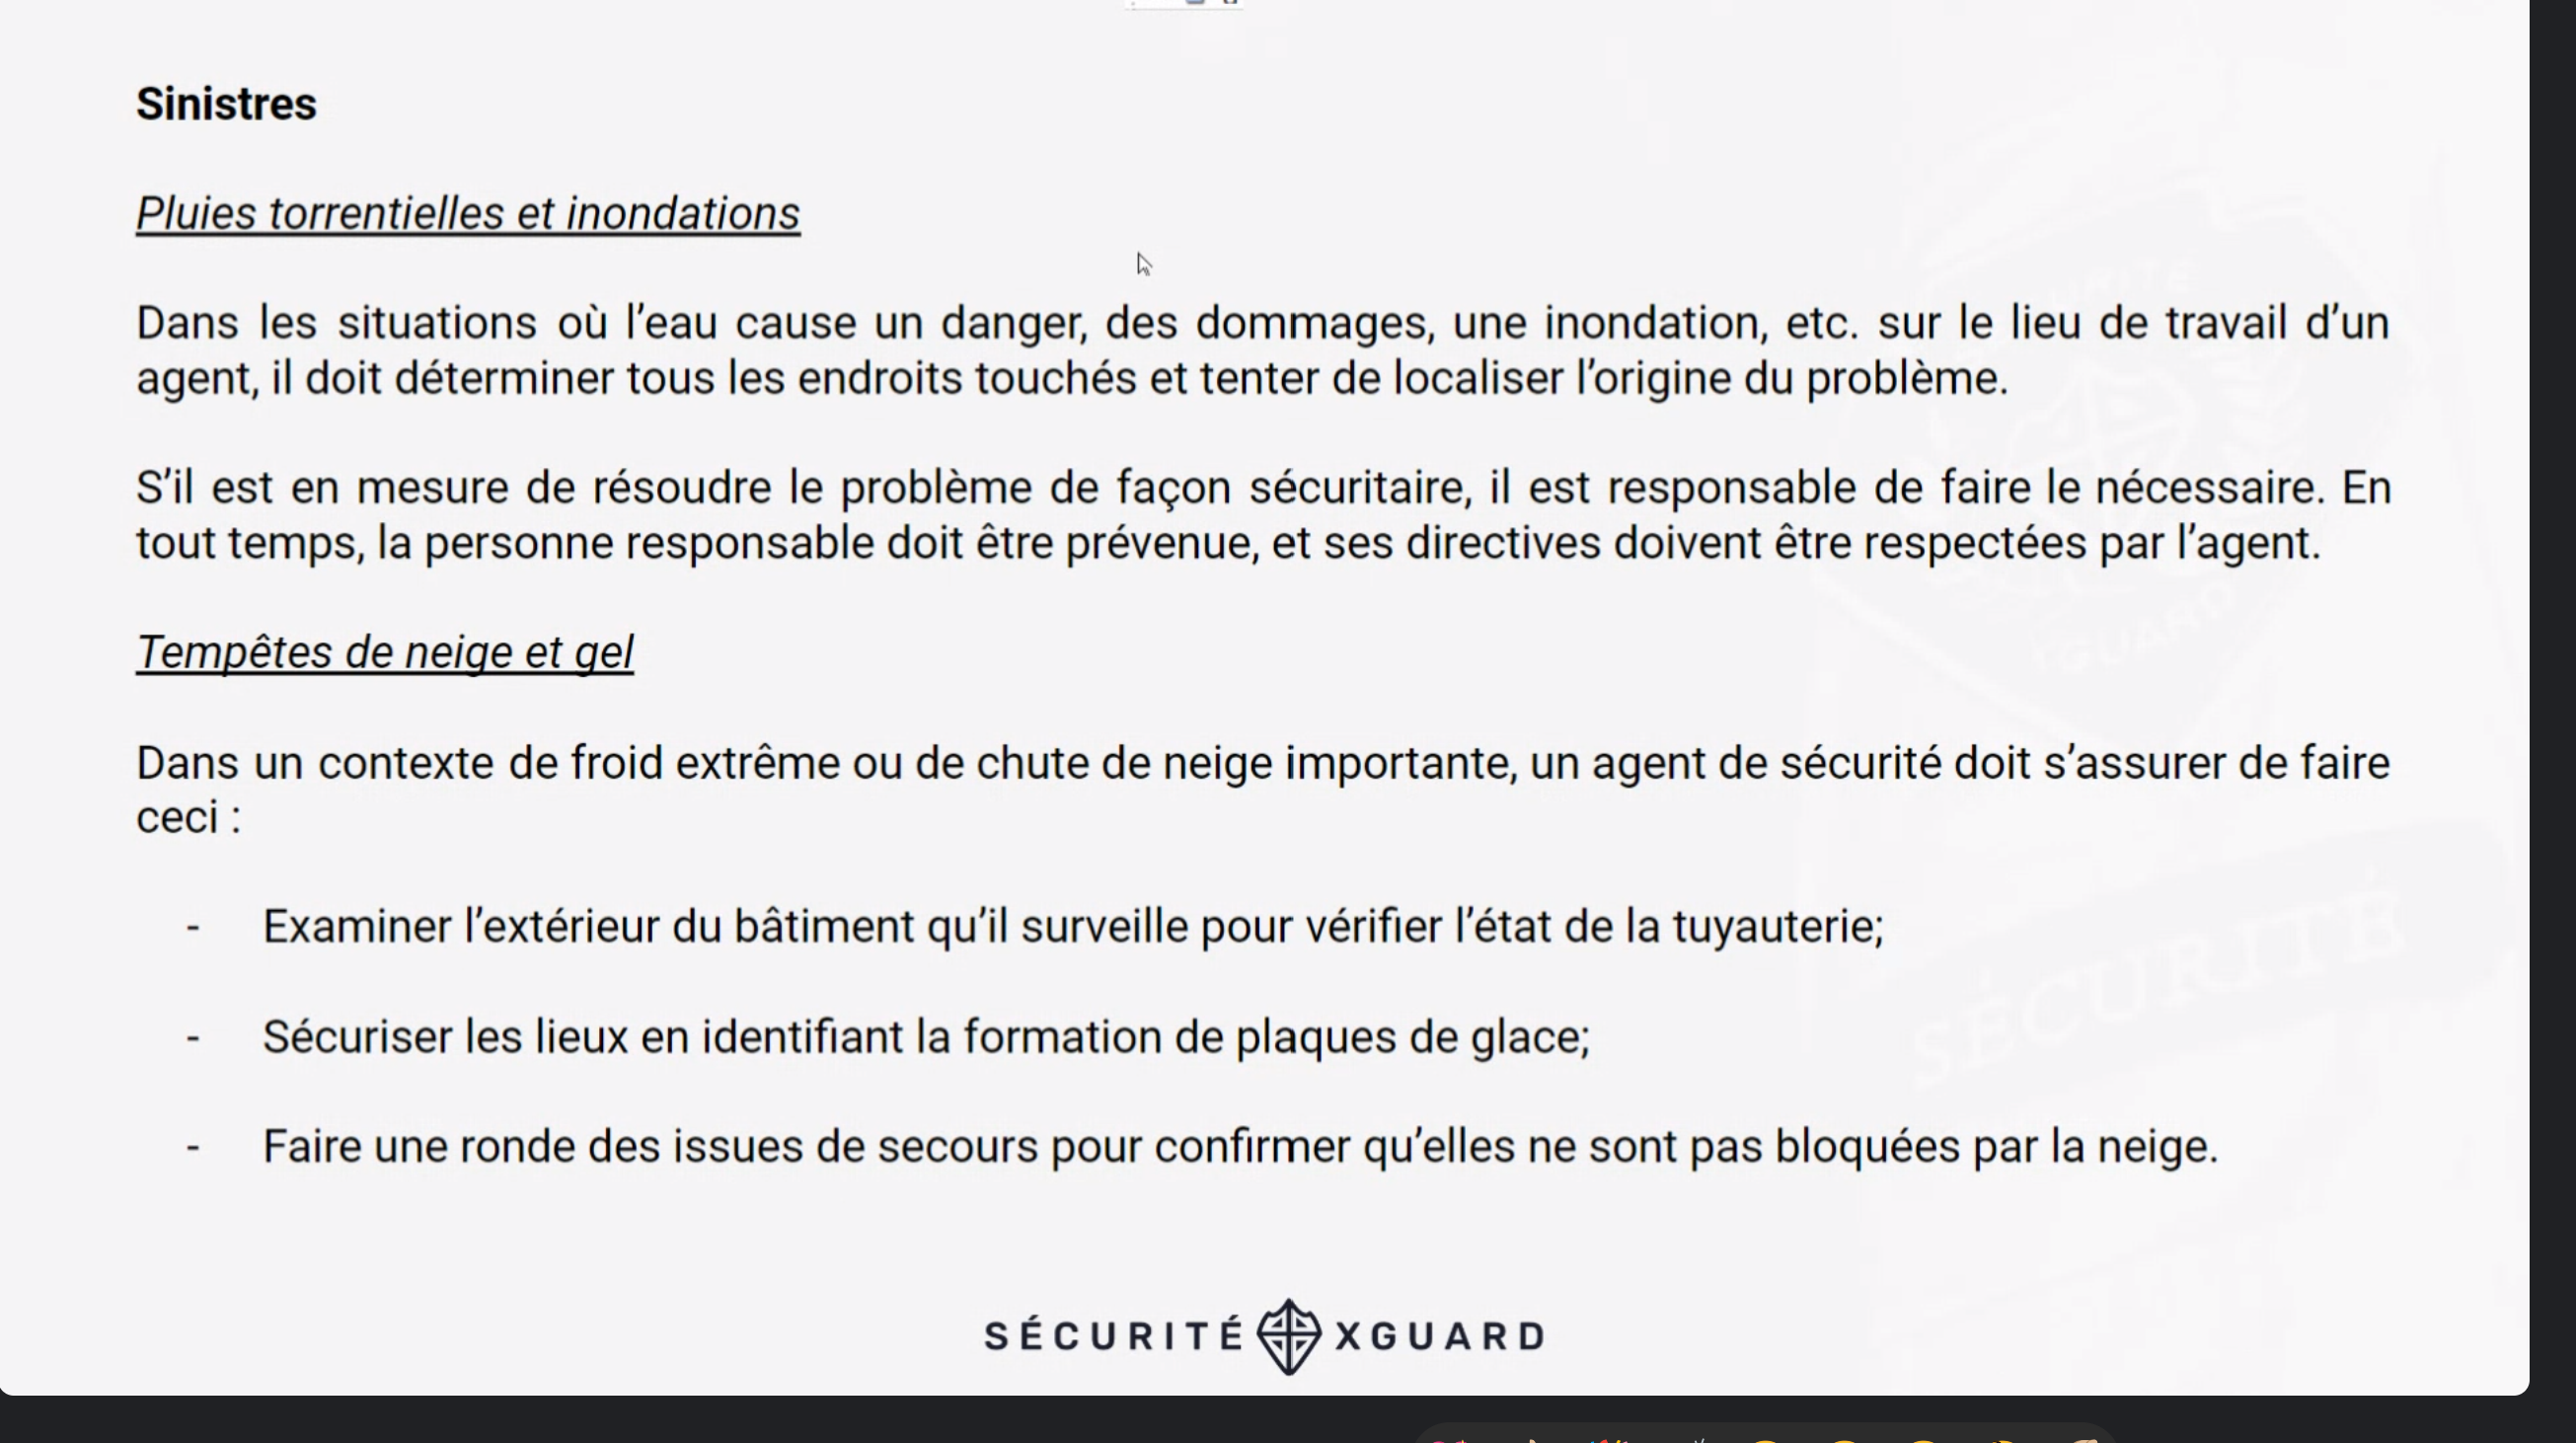 Sinistres
Pluies torrentielles et inondations
Dans les situations où l’eau cause un danger, des dommages, une inondation, etc. sur le lieu de travail d’un
agent, il doit déterminer tous les endroits touchés et tenter de localiser l’origine du problème.
S’il est en mesure de résoudre le problème de façon sécuritaire, il est responsable de faire le nécessaire. En
tout temps, la personne responsable doit être prévenue, et ses directives doivent être respectées par l’agent.
Tempêtes de neige et gel
Dans un contexte de froid extrême ou de chute de neige importante, un agent de sécurité doit s’assurer de faire
ceci :
- Examiner l’extérieur du bâtiment qu’il surveille pour vérifier l’état de la tuyauterie;
- Sécuriser les lieux en identifiant la formation de plaques de glace;
- Faire une ronde des issues de secours pour confirmer qu’elles ne sont pas bloquées par la neige.
XGUARD
SÉCURITÉ
SÉCURITÉ XGUARD